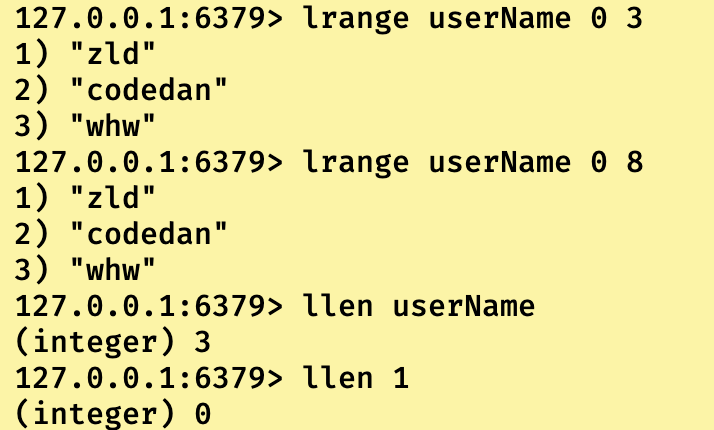 127.0.0.1:6379> lrange userName 0 3
1) "zld"
2) "codedan"
3) "whw"
127.0.0.1:6379> lrange userName 0 8
1) "zld"
2) "codedan"
3) "whw"
127.0.0.1:6379> llen userName
(integer) 3
127.0.0.1:6379> llen 1
(integer) 0